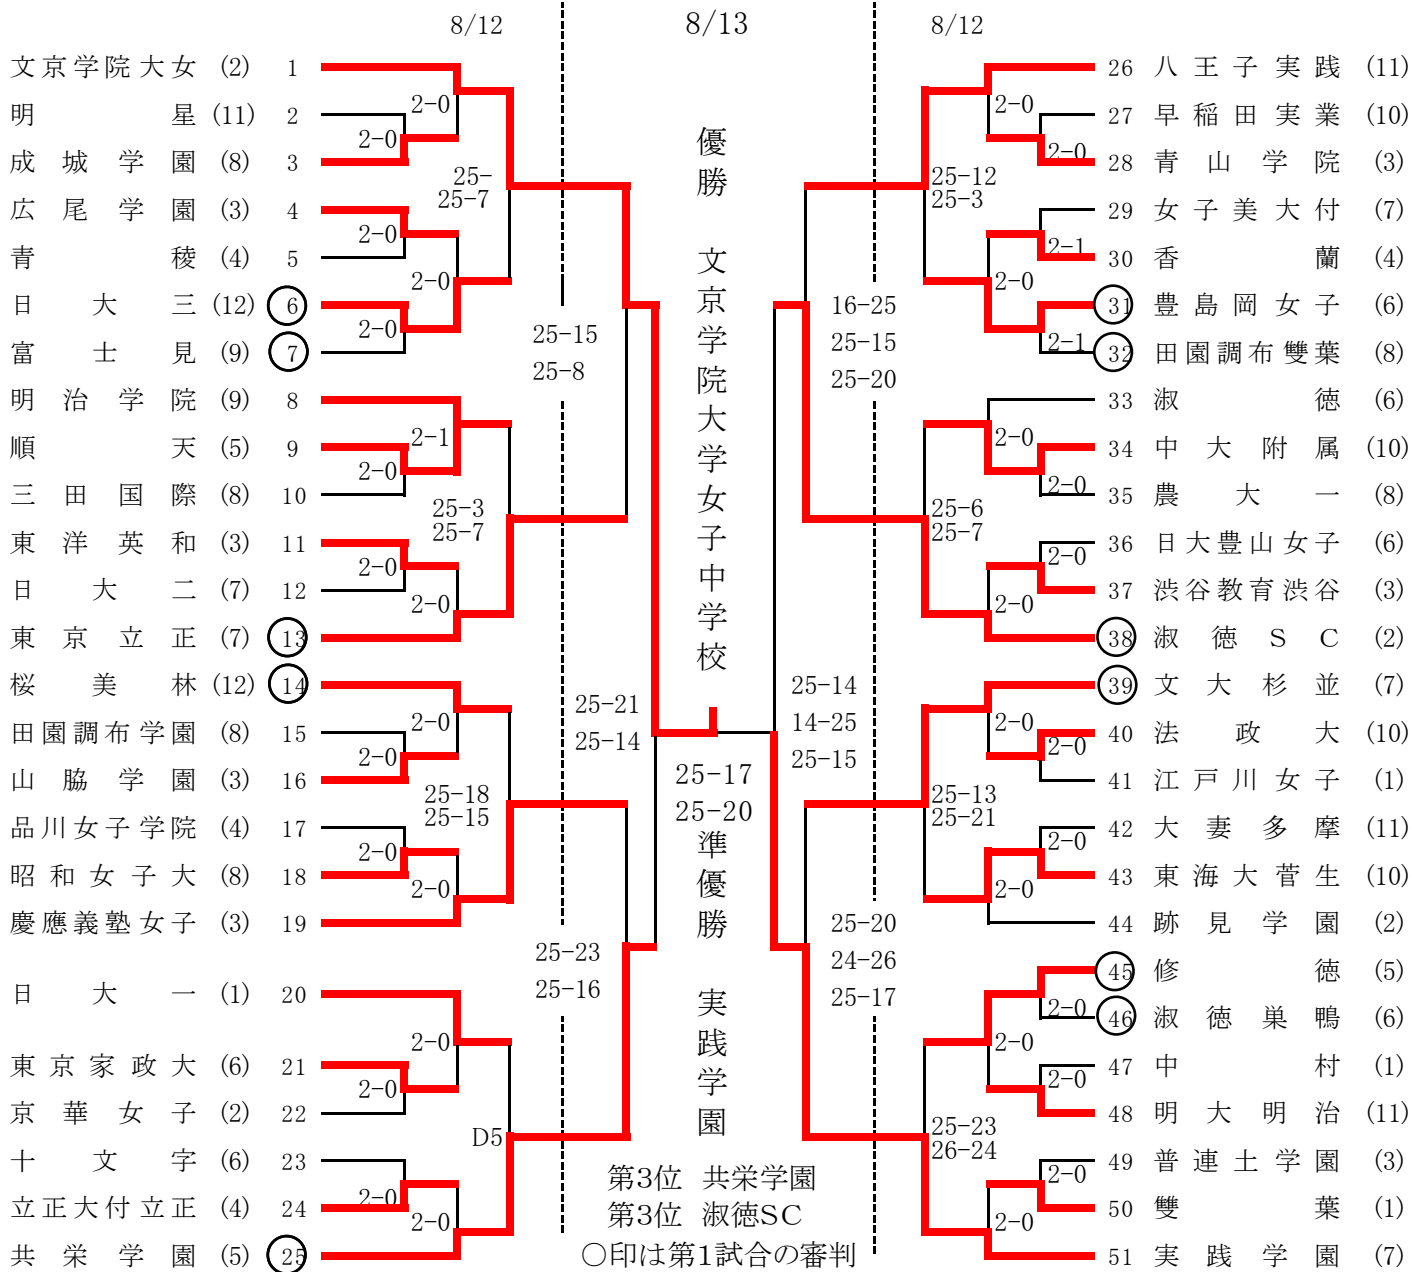 8/12
8/13
8/12
文京学院大女 (2) 1
明星 (11) 2
成城学園 (8) 3
広尾学園 (3) 4
青稜 (4) 5
日大三 (12) 6
富士見 (9) 7
明治学院 (9) 8
順天 (5) 9
三田国際 (8) 10
東洋英和 (3) 11
日大二 (7) 12
東京立正 (7) 13
桜美林 (12) 14
田園調布学園 (8) 15
山脇学園 (3) 16
品川女子学院 (4) 17
昭和女子大 (8) 18
慶應義塾女子 (3) 19
日大一 (1) 20
東京家政大 (6) 21
京華女子 (2) 22
十文字 (6) 23
立正大付立正 (4) 24
共栄学園 (5) 25
2-0
2-0
25-
25-7
2-0
2-0
2-0
25-15
25-8
2-1
2-0
25-3
25-7
2-0
2-0
25-21
25-14
2-0
2-0
25-18
25-15
2-0
2-0
25-23
25-16
2-0
2-0
D5
2-0
2-0
優勝 文京学院大学女子中学校
25-17
25-20
準優勝 実践学園
第3位 共栄学園
第3位 淑徳SC
○印は第1試合の審判
2-0
2-0
25-12
25-3
2-1
2-0
2-1
16-25
25-15
25-20
2-0
2-0
25-6
25-7
2-0
2-0
25-14
14-25
25-15
2-0
2-0
25-13
25-21
2-0
2-0
25-20
24-26
25-17
2-0
2-0
2-0
25-23
26-24
2-0
2-0
26 八王子実践 (11)
27 早稲田実業 (10)
28 青山学院 (3)
29 女子美大付 (7)
30 香蘭 (4)
31 豊島岡女子 (6)
32 田園調布雙葉 (8)
33 淑徳 (6)
34 中大附属 (10)
35 農大一 (8)
36 日大豊山女子 (6)
37 渋谷教育渋谷 (3)
38 淑徳SC (2)
39 文大杉並 (7)
40 法政大 (10)
41 江戸川女子 (1)
42 大妻多摩 (11)
43 東海大菅生 (10)
44 跡見学園 (2)
45 修徳 (5)
46 淑徳巣鴨 (6)
47 中村 (1)
48 明大明治 (11)
49 普連土学園 (3)
50 雙葉 (1)
51 実践学園 (7)